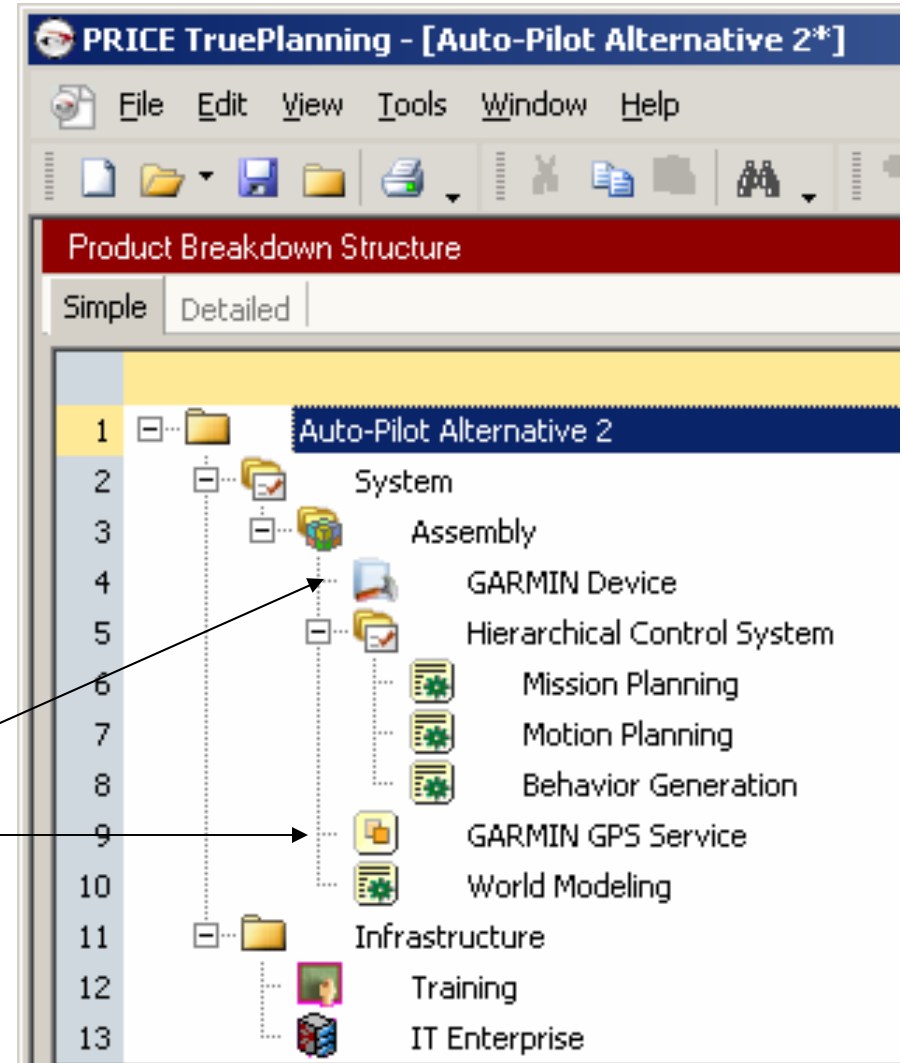 PRICE TruePlanning - [Auto-Pilot Alternative 2*]
File Edit View Tools Window Help
Product Breakdown Structure
Simple Detailed
1 Auto-Pilot Alternative 2
2 System
3 Assembly
4 GARMIN Device
5 Hierarchical Control System
6 Mission Planning
7 Motion Planning
8 Behavior Generation
9 GARMIN GPS Service
10 World Modeling
11 Infrastructure
12 Training
13 IT Enterprise